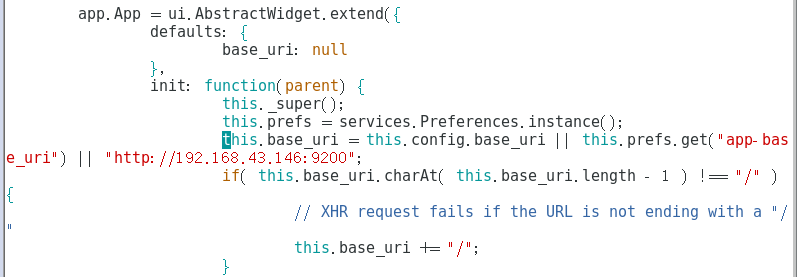 app.App = ui.AbstractWidget.extend({
defaults: {
base_uri: null
},
init: function(parent) {
this._super();
this.prefs = services.Preferences.instance();
this.base_uri = this.config.base_uri || this.prefs.get("app-bas
e_uri") || "http://192.168.43.146:9200";
if( this.base_uri.charAt( this.base_uri.length - 1 ) !== "/" )
{
// XHR request fails if the URL is not ending with a "/
"
this.base_uri += "/";
}